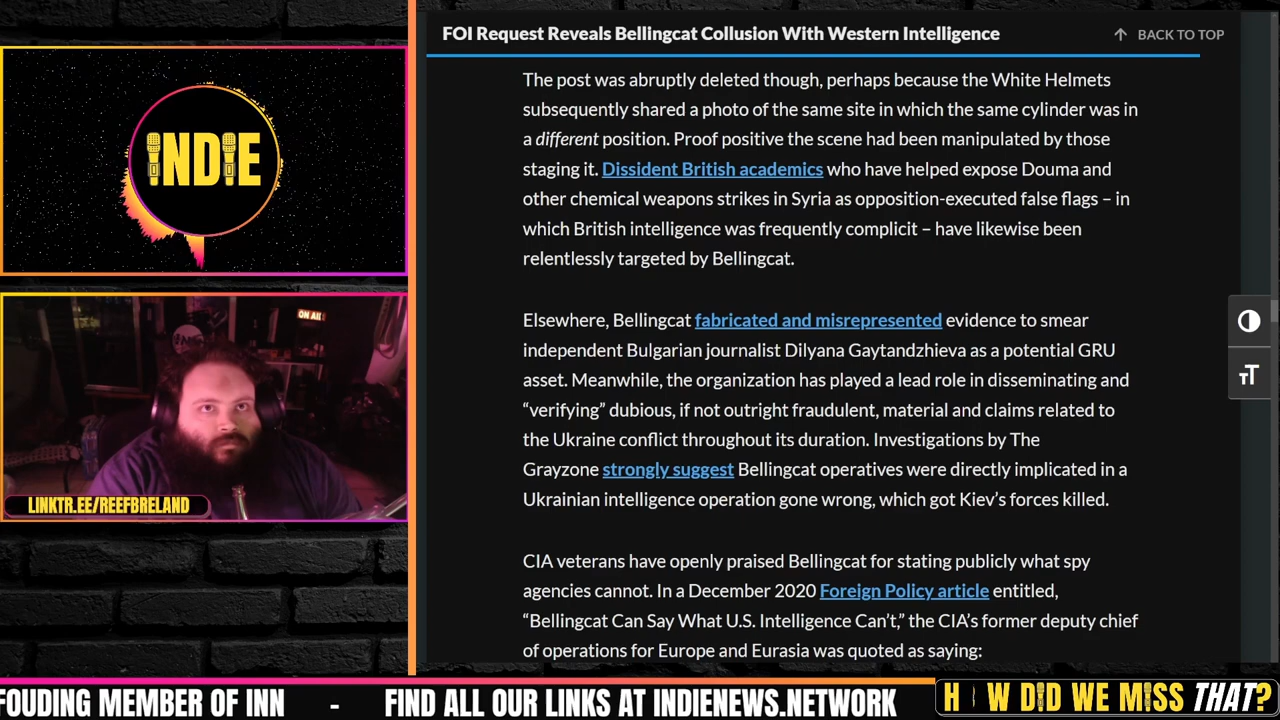 FOI Request Reveals Bellingcat Collusion With Western Intelligence
BACK TO TOP
The post was abruptly deleted though, perhaps because the White Helmets
subsequently shared a photo of the same site in which the same cylinder was in
a different position. Proof positive the scene had been manipulated by those
staging it. Dissident British academics who have helped expose Douma and
other chemical weapons strikes in Syria as opposition-executed false flags – in
which British intelligence was frequently complicit – have likewise been
relentlessly targeted by Bellingcat.
Elsewhere, Bellingcat fabricated and misrepresented evidence to smear
independent Bulgarian journalist Dilyana Gaytandzhieva as a potential GRU
asset. Meanwhile, the organization has played a lead role in disseminating and
“verifying” dubious, if not outright fraudulent, material and claims related to
the Ukraine conflict throughout its duration. Investigations by The
Grayzone strongly suggest Bellingcat operatives were directly implicated in a
Ukrainian intelligence operation gone wrong, which got Kiev’s forces killed.
CIA veterans have openly praised Bellingcat for stating publicly what spy
agencies cannot. In a December 2020 Foreign Policy article entitled,
“Bellingcat Can Say What U.S. Intelligence Can’t,” the CIA’s former deputy chief
of operations for Europe and Eurasia was quoted as saying:
INDIE
ON AIR
LINKTR.EE/REEFBRELAND
FOUDING MEMBER OF INN - FIND ALL OUR LINKS AT INDIENEWS.NETWORK
HOW DID WE MISS THAT?